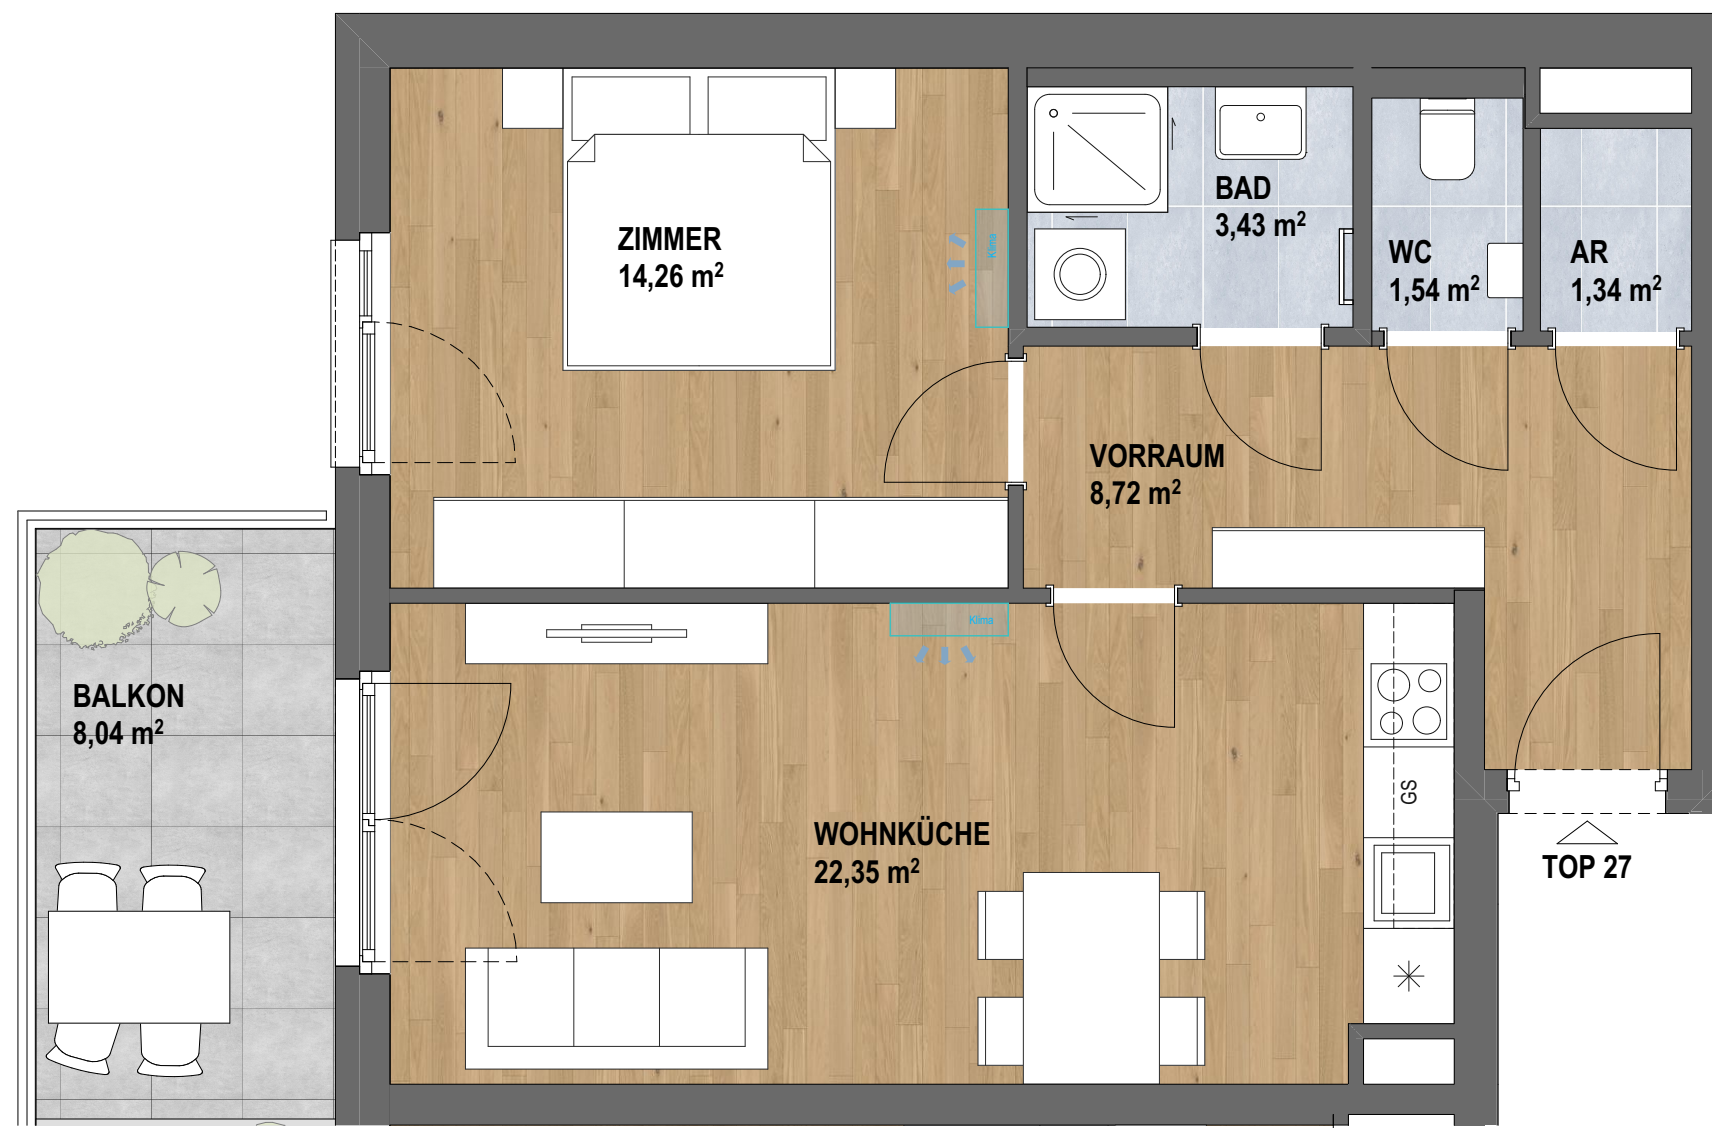 ZIMMER
14,26 m²
Klima
BAD
3,43 m²
WC
1,54 m²
AR
1,34 m²
VORRAUM
8,72 m²
Klima
BALKON
8,04 m²
WOHNKÜCHE
22,35 m²
GS
TOP 27